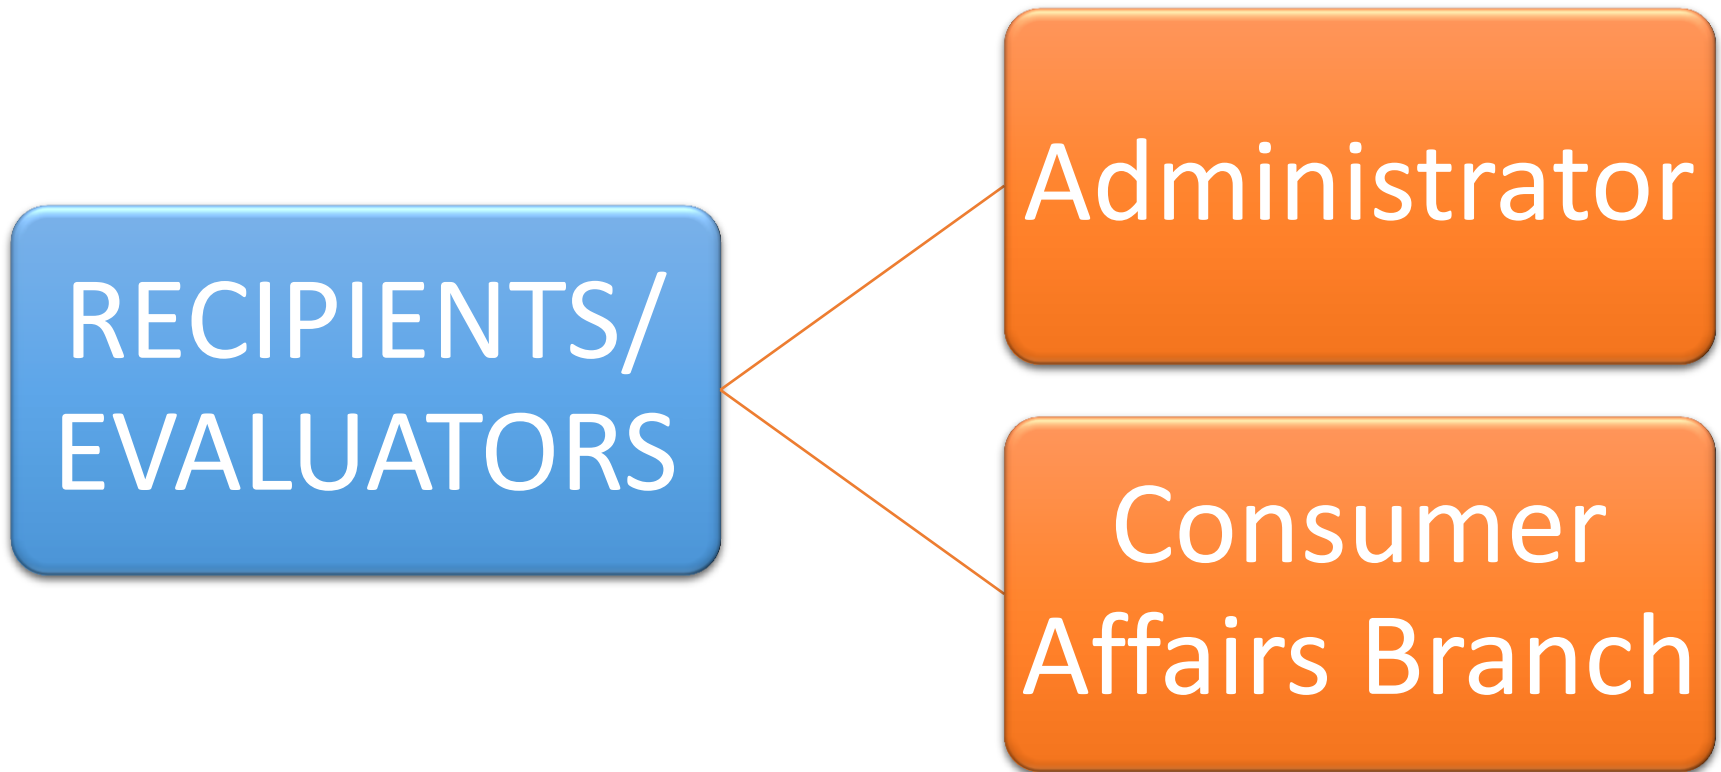 RECIPIENTS/
EVALUATORS
Administrator
Consumer
Affairs Branch